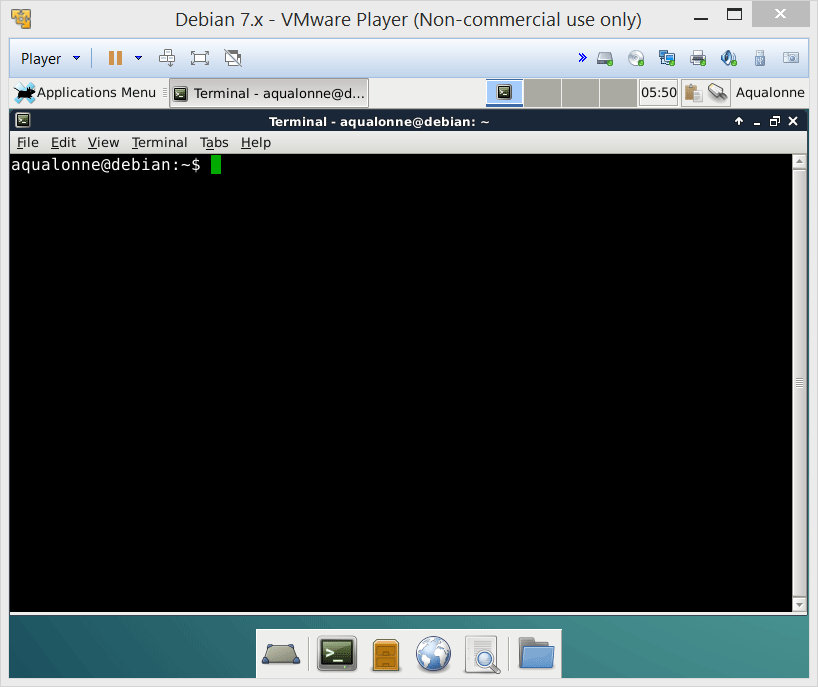 Debian 7.x - VMware Player (Non-commercial use only)
Player
Applications Menu Terminal - aqualonne@d... 05:50 Aqualonne
Terminal - aqualonne@debian: ~
File Edit View Terminal Tabs Help
aqualonne@debian:~$